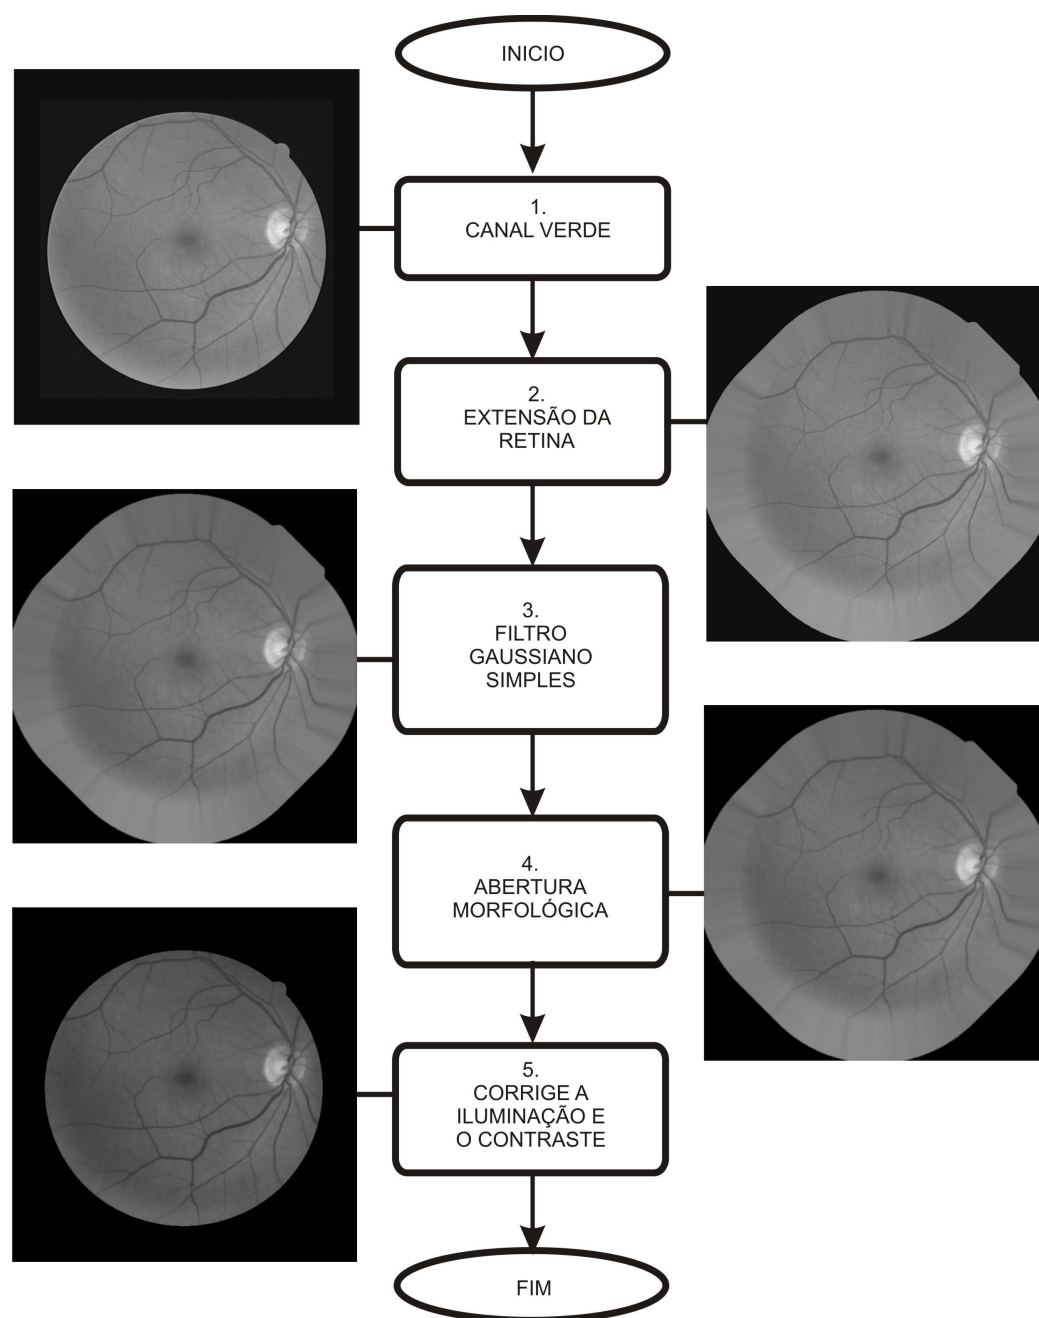 INICIO
1.
CANAL VERDE
2.
EXTENSÃO DA
RETINA
3.
FILTRO
GAUSSIANO
SIMPLES
4.
ABERTURA
MORFOLÓGICA
5.
CORRIGE A
ILUMINAÇÃO E
O CONTRASTE
FIM